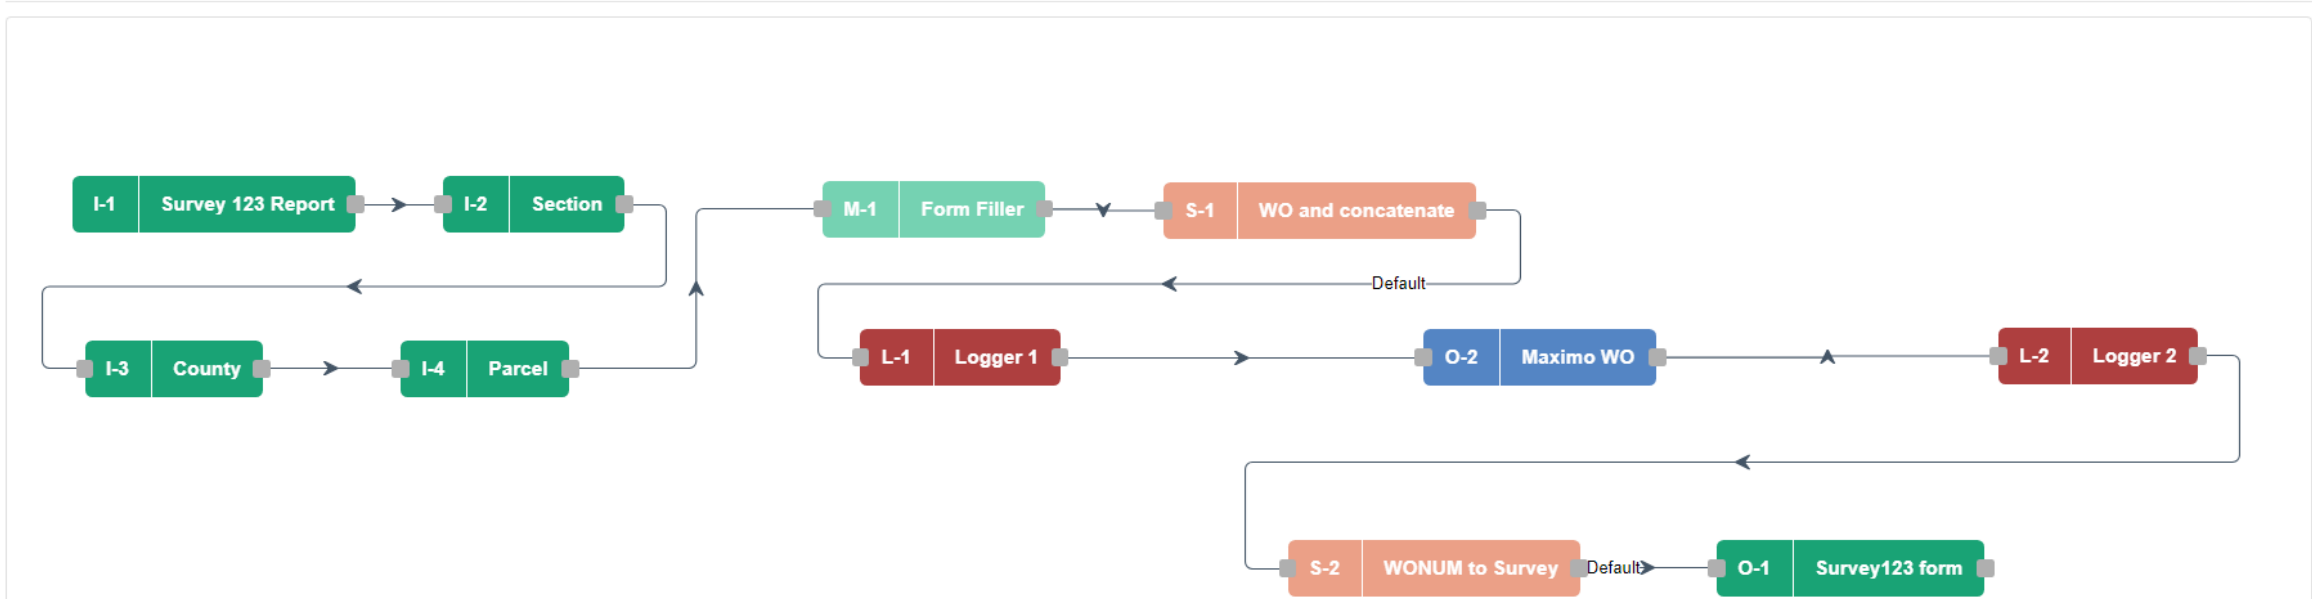 I-1 Survey 123 Report
I-2 Section
M-1 Form Filler
S-1 WO and concatenate
Default
I-3 County
I-4 Parcel
L-1 Logger 1
O-2 Maximo WO
L-2 Logger 2
S-2 WONUM to Survey
Default
O-1 Survey123 form